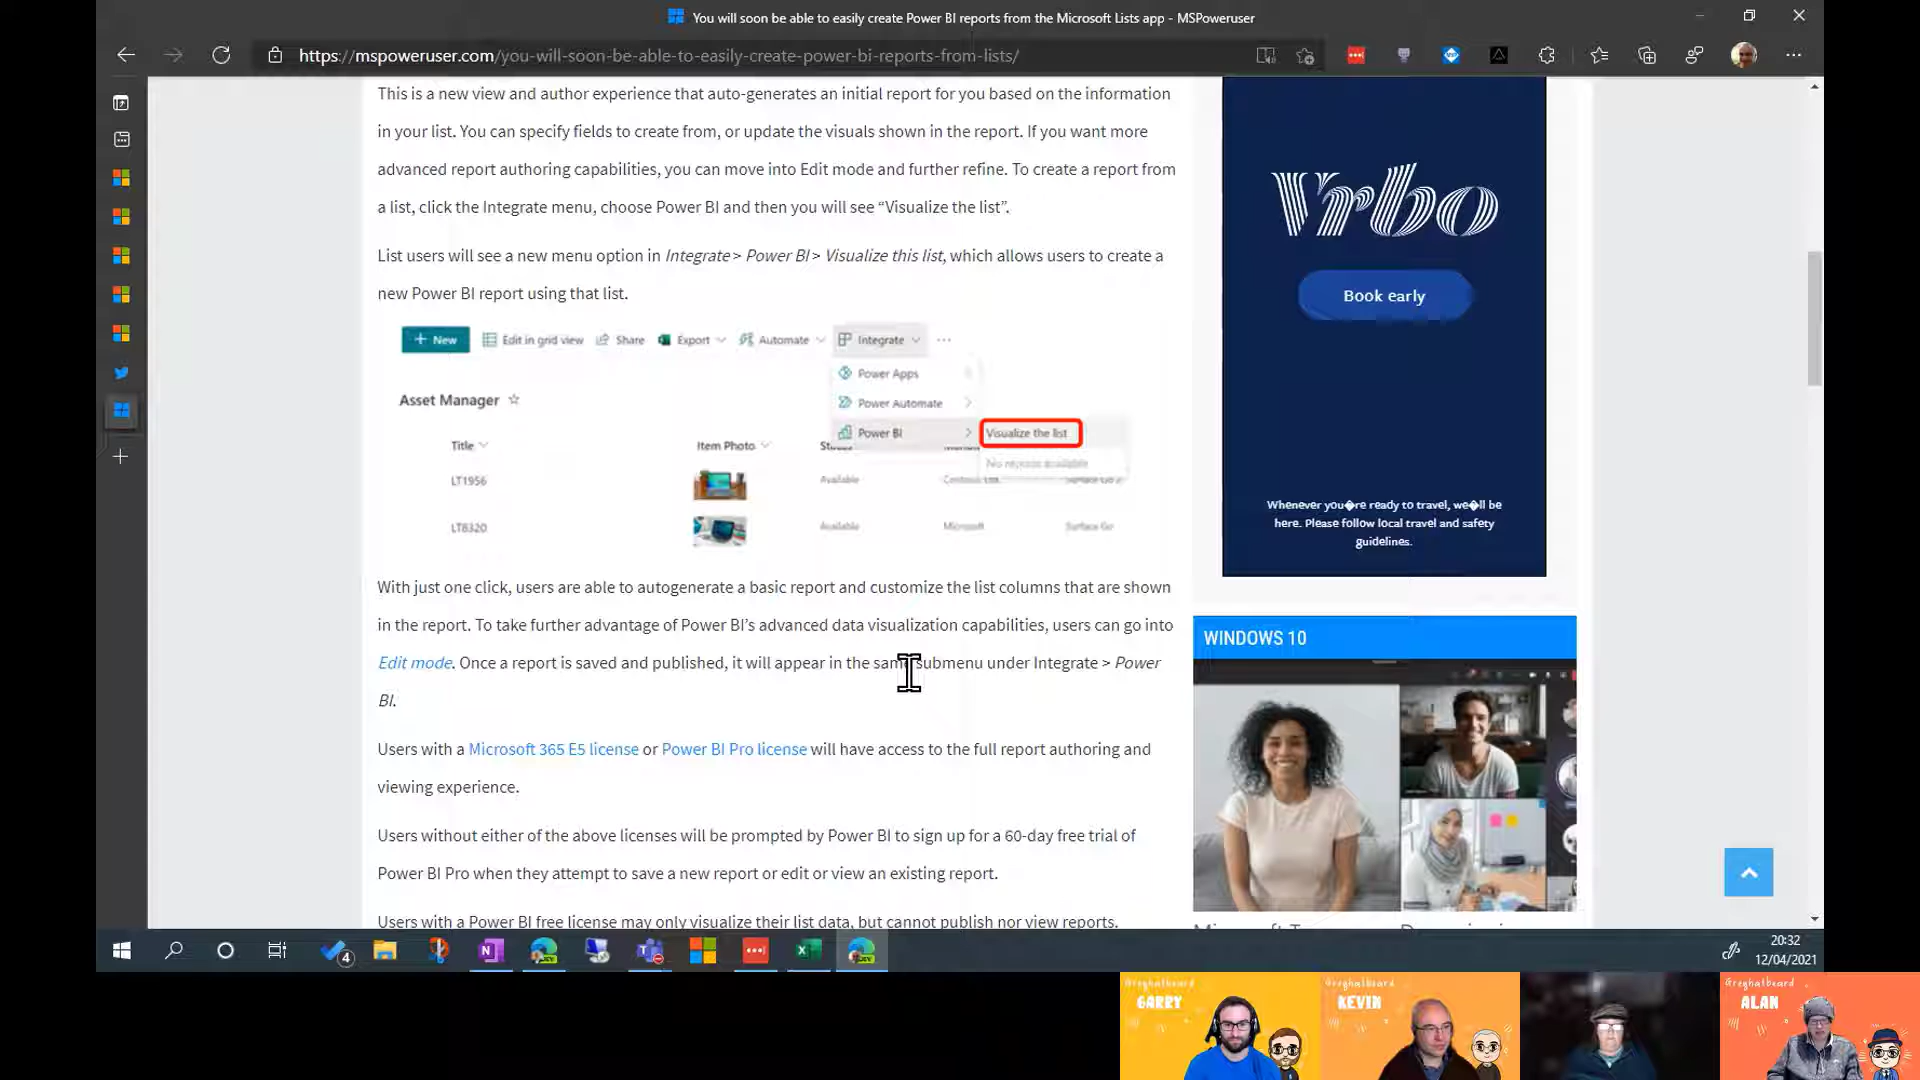 You will soon be able to easily create Power BI reports from the Microsoft Lists app - MSPoweruser
https://mspoweruser.com/you-will-soon-be-able-to-easily-create-power-bi-reports-from-lists/
This is a new view and author experience that auto-generates an initial report for you based on the information
in your list. You can specify fields to create from, or update the visuals shown in the report. If you want more
advanced report authoring capabilities, you can move into Edit mode and further refine. To create a report from
a list, click the Integrate menu, choose Power BI and then you will see “Visualize the list”.
List users will see a new menu option in Integrate > Power BI > Visualize this list, which allows users to create a
new Power BI report using that list.
+ New Edit in grid view Share Export Automate Integrate ...
Power Apps
Asset Manager
Power Automate
Power BI
Visualize the list
Title
Item Photo
No reports available
LT1956
Available
LT8320
Available
Microsoft
Surface Go
With just one click, users are able to autogenerate a basic report and customize the list columns that are shown
in the report. To take further advantage of Power BI’s advanced data visualization capabilities, users can go into
Edit mode. Once a report is saved and published, it will appear in the same submenu under Integrate > Power
BI.
Users with a Microsoft 365 E5 license or Power BI Pro license will have access to the full report authoring and
viewing experience.
Users without either of the above licenses will be prompted by Power BI to sign up for a 60-day free trial of
Power BI Pro when they attempt to save a new report or edit or view an existing report.
Users with a Power BI free license may only visualize their list data, but cannot publish nor view reports.
Vrbo
Book early
Whenever you�re ready to travel, we�ll be
here. Please follow local travel and safety
guidelines.
WINDOWS 10
4
20:32
12/04/2021
GreyHatBeard
GARRY
GreyHatBeard
KEVIN
GreyHatBeard
ALAN